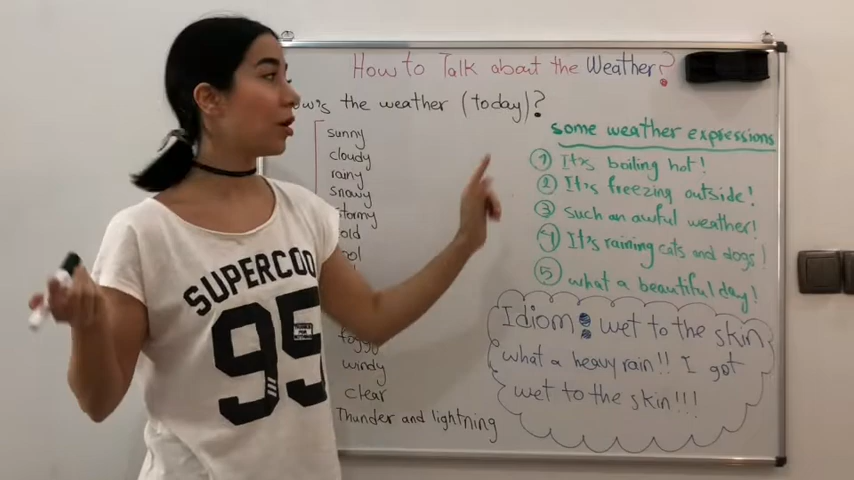 How to Talk about the Weather?
the weather (today)?
sunny
cloudy
rainy
snowy
windy
clear
Thunder and lightning
some weather expressions
① It's boiling hot!
② It's freezing outside!
③ such an awful weather!
④ It's raining cats and dogs!
⑤ what a beautiful day!
Idiom: wet to the skin
what a heavy rain!! I got
wet to the skin!!!
SUPERCOOL
95